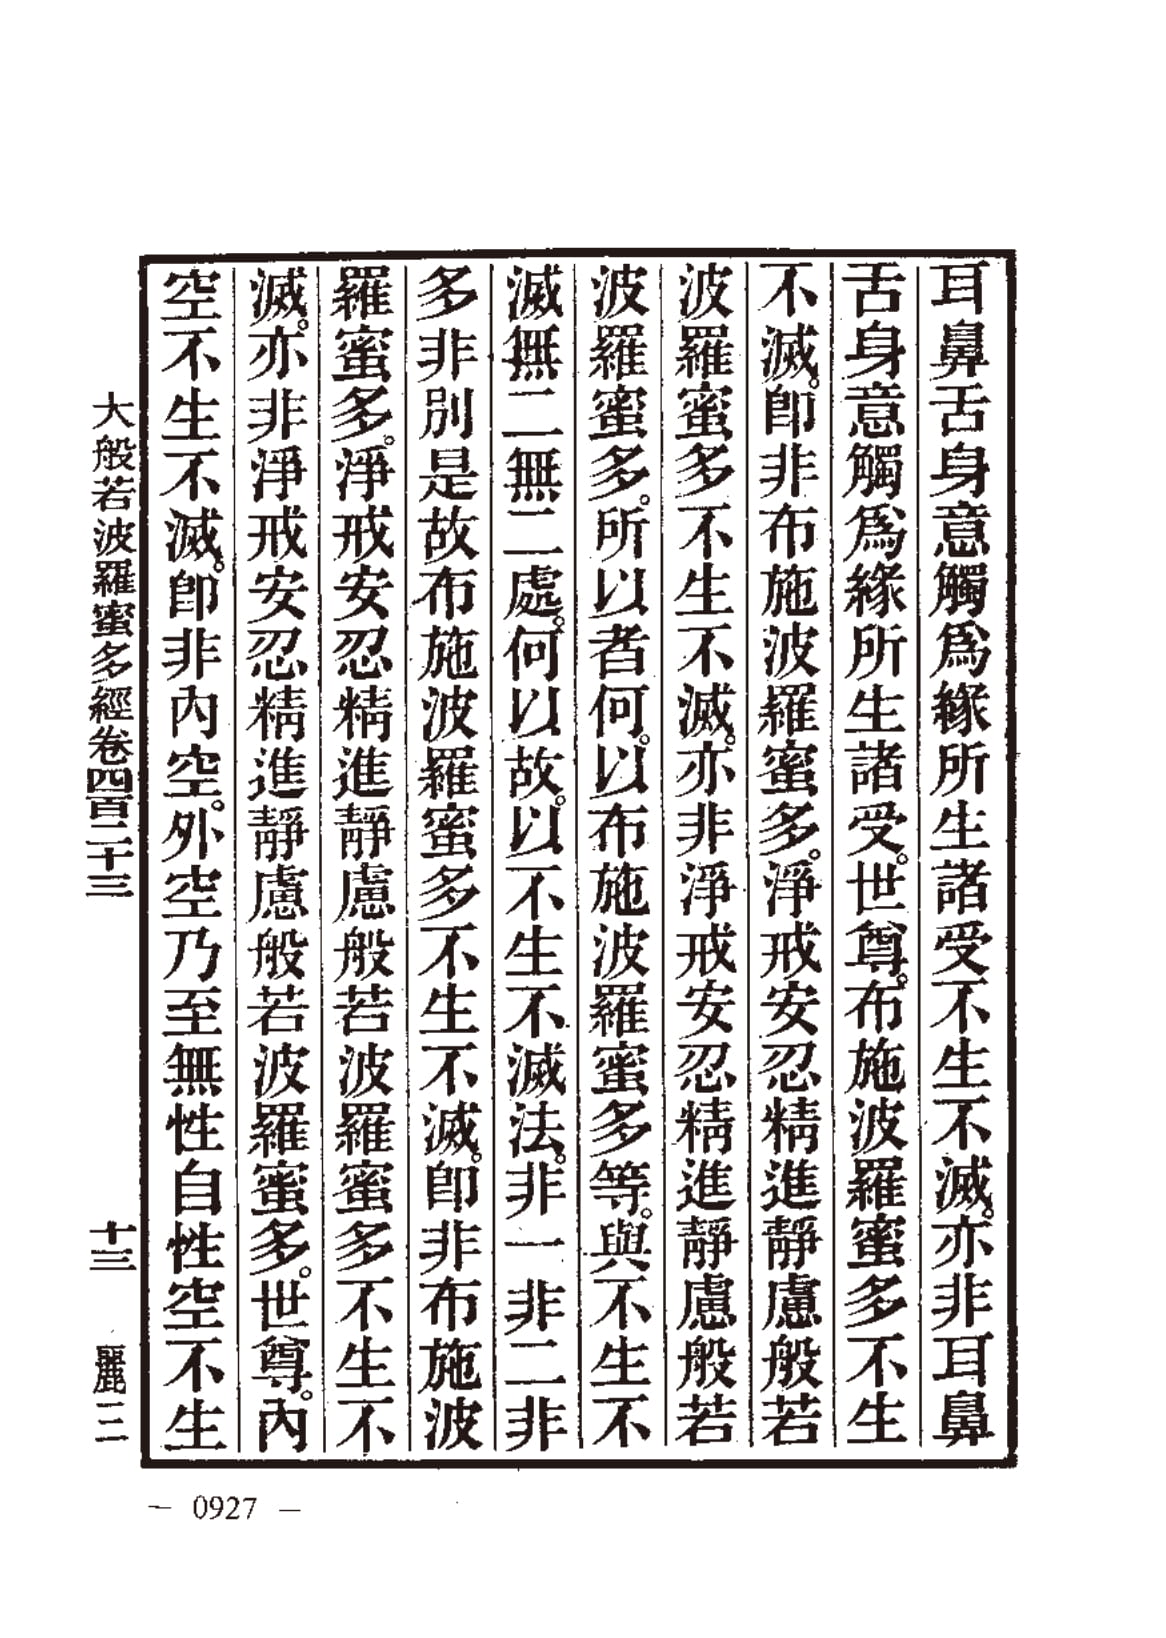 耳鼻舌身意觸爲緣所生諸受不生不滅。亦非耳鼻
舌身意觸爲緣所生諸受。世尊。布施波羅蜜多不生
不滅。卽非布施波羅蜜多。淨戒安忍精進靜慮般若
波羅蜜多不生不滅。亦非淨戒安忍精進靜慮般若
波羅蜜多。所以者何。以布施波羅蜜多等。與不生不
滅無二無二處。何以故。以不生不滅法。非一非二非
多非別是故布施波羅蜜多不生不滅。卽非布施波
羅蜜多。淨戒安忍精進靜慮般若波羅蜜多不生不
滅。亦非淨戒安忍精進靜慮般若波羅蜜多。世尊。內
空不生不滅。卽非內空。外空乃至無性自性空不生
大般若波羅蜜多經卷四百二十三 十三 麗二
— 0927 —